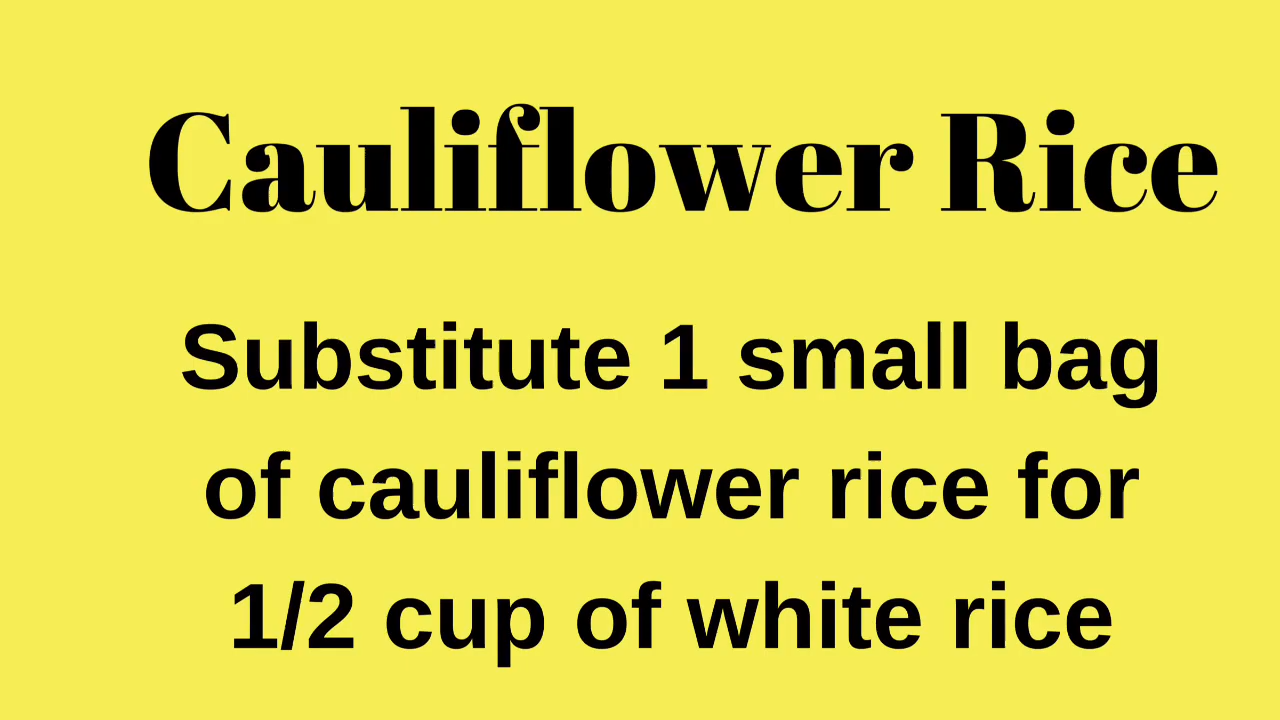 Cauliflower Rice
Substitute 1 small bag
of cauliflower rice for
1/2 cup of white rice